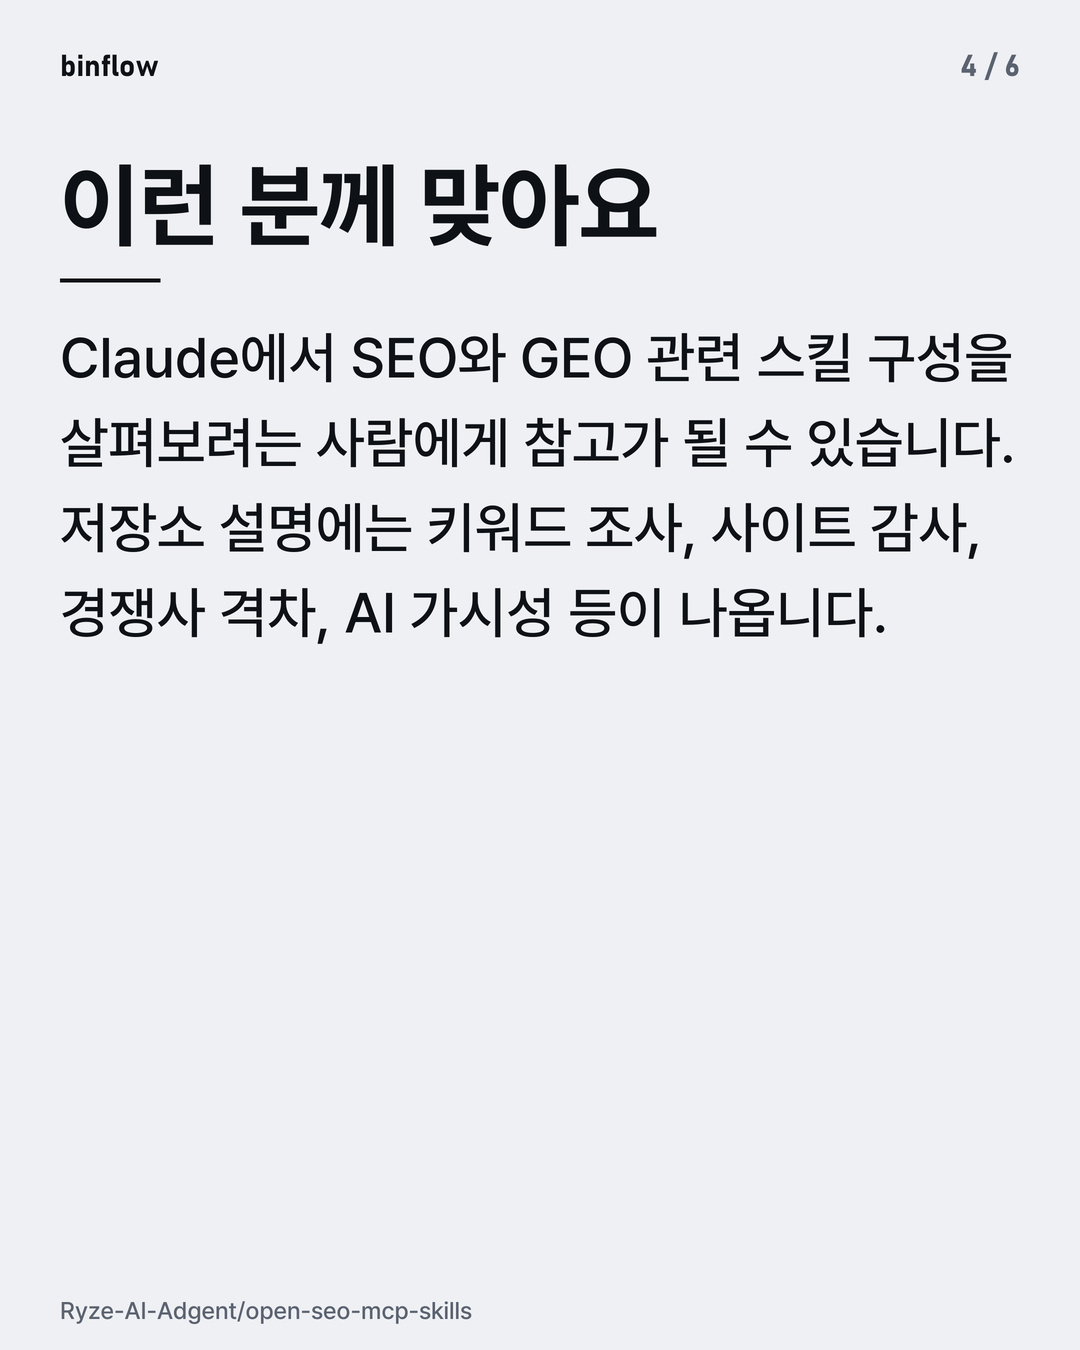 binflow
4 / 6
이런 분께 맞아요
Claude에서 SEO와 GEO 관련 스킬 구성을
살펴보려는 사람에게 참고가 될 수 있습니다.
저장소 설명에는 키워드 조사, 사이트 감사,
경쟁사 격차, AI 가시성 등이 나옵니다.
Ryze-AI-Adgent/open-seo-mcp-skills